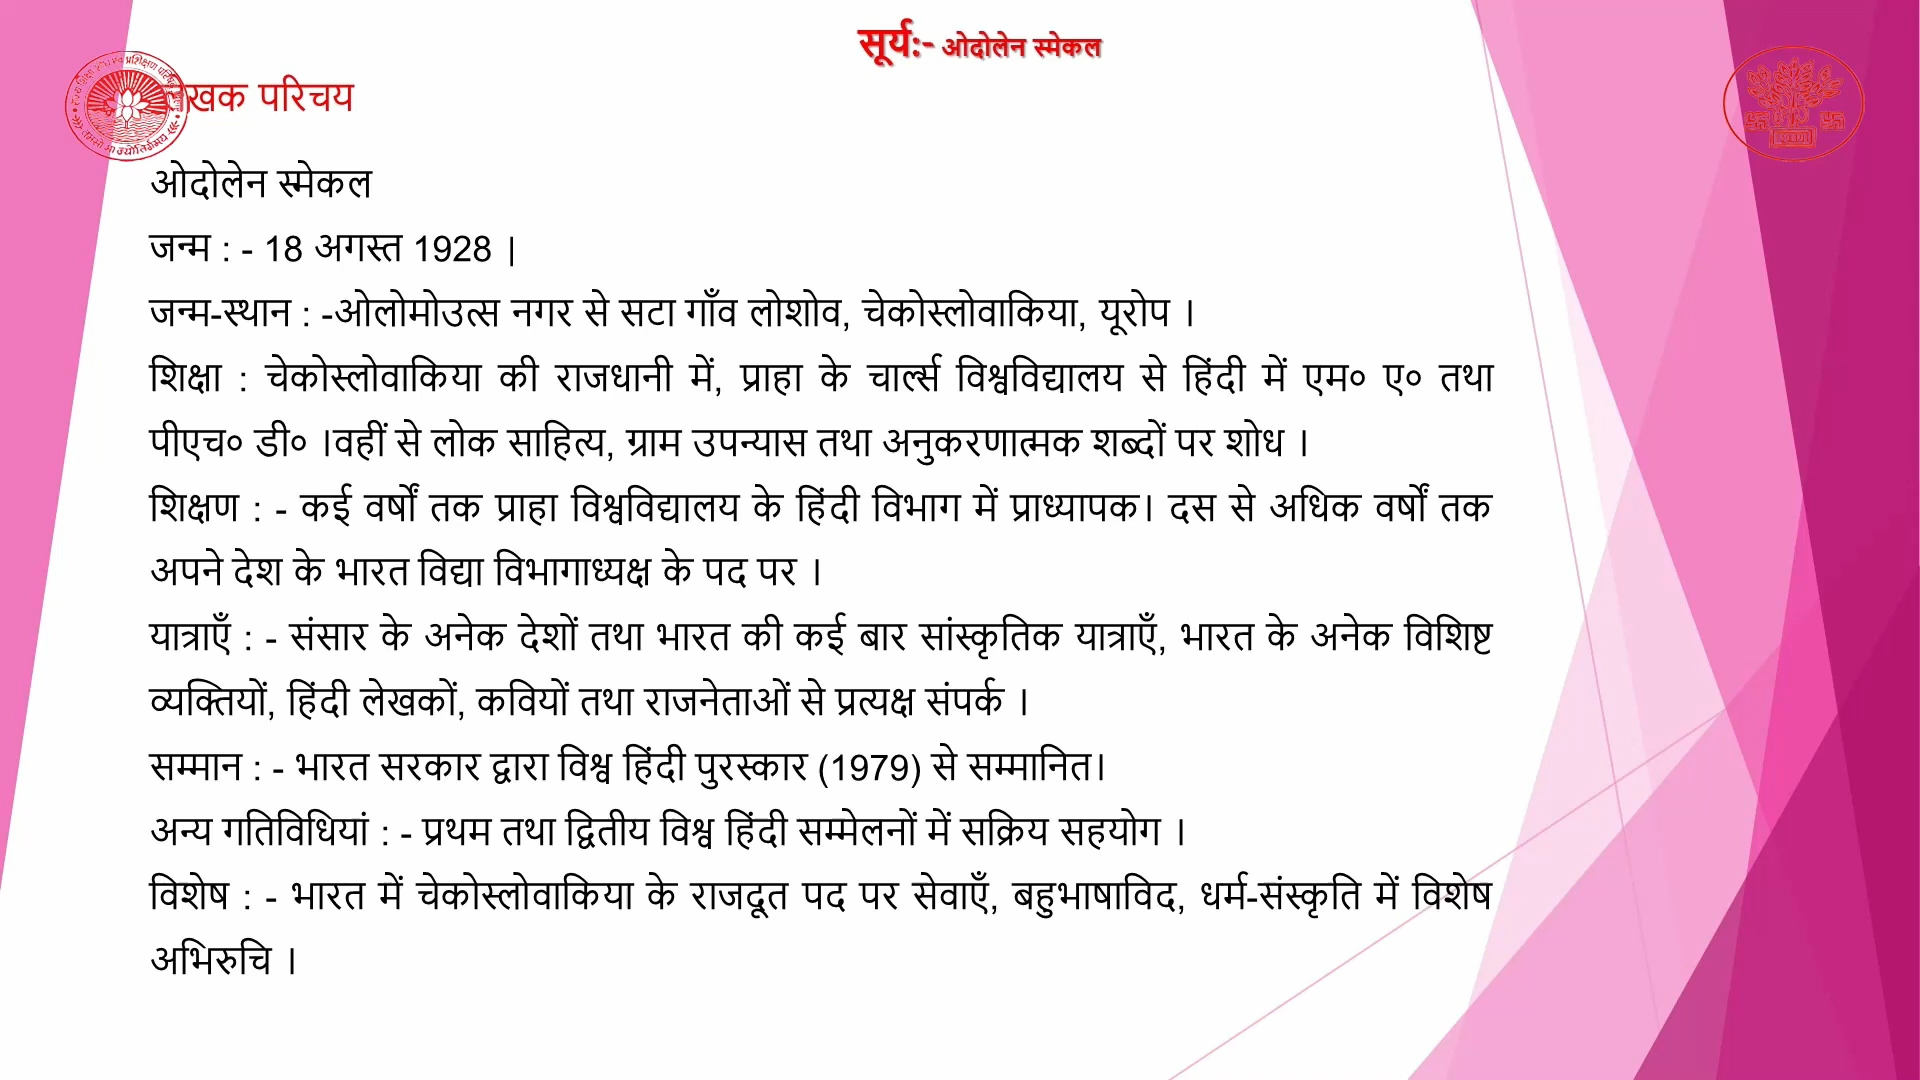 सूर्य:- ओदोलेन स्मेकल
खक परिचय
ओदोलेन स्मेकल
जन्म : - 18 अगस्त 1928 |
जन्म-स्थान : -ओलोमोउत्स नगर से सटा गाँव लोशोव, चेकोस्लोवाकिया, यूरोप ।
शिक्षा : चेकोस्लोवाकिया की राजधानी में, प्राहा के चार्ल्स विश्वविद्यालय से हिंदी में एम० ए० तथा
पीएच० डी० ।वहीं से लोक साहित्य, ग्राम उपन्यास तथा अनुकरणात्मक शब्दों पर शोध ।
शिक्षण : - कई वर्षों तक प्राहा विश्वविद्यालय के हिंदी विभाग में प्राध्यापक। दस से अधिक वर्षों तक
अपने देश के भारत विद्या विभागाध्यक्ष के पद पर ।
यात्राएँ : - संसार के अनेक देशों तथा भारत की कई बार सांस्कृतिक यात्राएँ, भारत के अनेक विशिष्ट
व्यक्तियों, हिंदी लेखकों, कवियों तथा राजनेताओं से प्रत्यक्ष संपर्क ।
सम्मान : - भारत सरकार द्वारा विश्व हिंदी पुरस्कार (1979) से सम्मानित।
अन्य गतिविधियां : - प्रथम तथा द्वितीय विश्व हिंदी सम्मेलनों में सक्रिय सहयोग ।
विशेष : - भारत में चेकोस्लोवाकिया के राजदूत पद पर सेवाएँ, बहुभाषाविद, धर्म-संस्कृति में विशेष
अभिरुचि ।